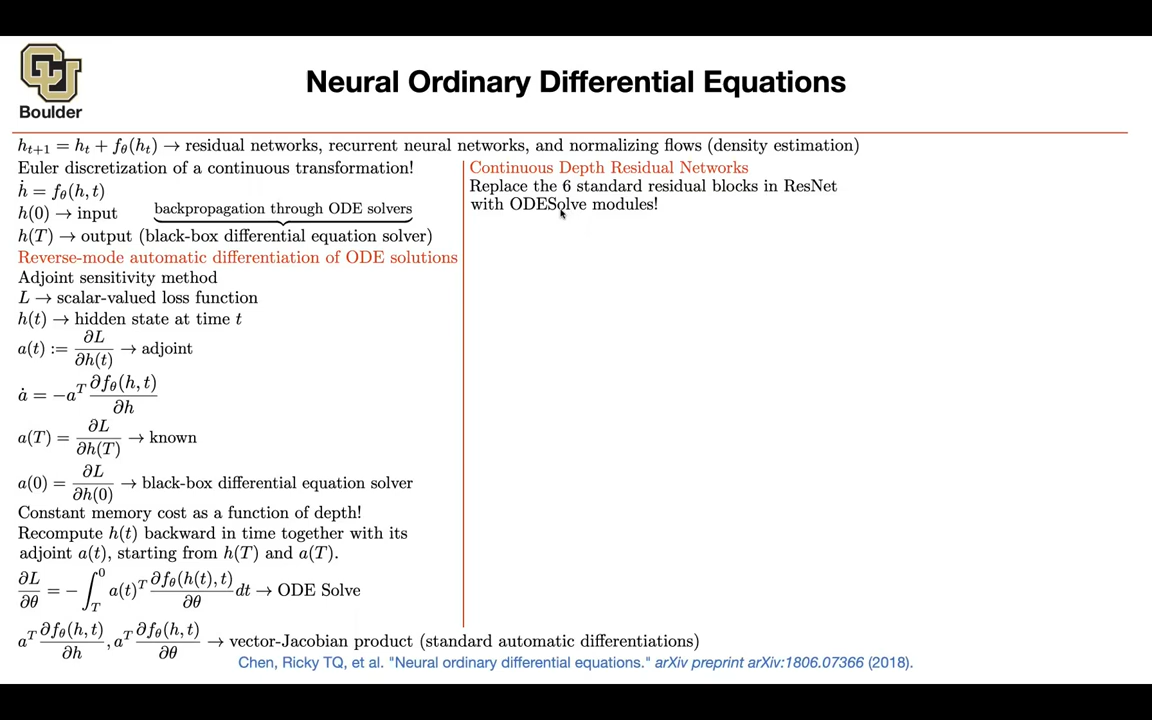 Boulder
Neural Ordinary Differential Equations
h_{t+1} = h_t + f_θ(h_t) → residual networks, recurrent neural networks, and normalizing flows (density estimation)
Euler discretization of a continuous transformation!
ḣ = f_θ(h, t)
h(0) → input
backpropagation through ODE solvers
h(T) → output (black-box differential equation solver)
Reverse-mode automatic differentiation of ODE solutions
Adjoint sensitivity method
L → scalar-valued loss function
h(t) → hidden state at time t
a(t) := ∂L/∂h(t) → adjoint
ȧ = −a^T ∂f_θ(h, t)/∂h
a(T) = ∂L/∂h(T) → known
a(0) = ∂L/∂h(0) → black-box differential equation solver
Constant memory cost as a function of depth!
Recompute h(t) backward in time together with its
adjoint a(t), starting from h(T) and a(T).
∂L/∂θ = − ∫_T^0 a(t)^T ∂f_θ(h(t), t)/∂θ dt → ODE Solve
a^T ∂f_θ(h, t)/∂h , a^T ∂f_θ(h, t)/∂θ → vector-Jacobian product (standard automatic differentiations)
Continuous Depth Residual Networks
Replace the 6 standard residual blocks in ResNet
with ODESolve modules!
Chen, Ricky TQ, et al. "Neural ordinary differential equations." arXiv preprint arXiv:1806.07366 (2018).